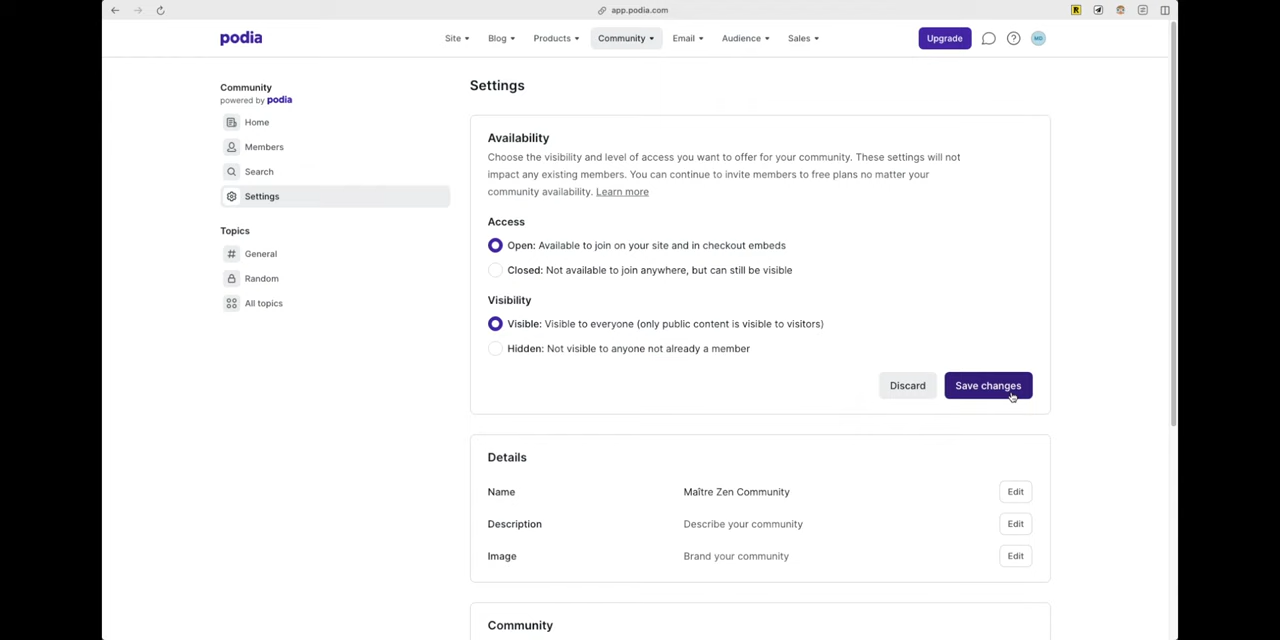 app.podia.com
podia
Site
Blog
Products
Community
Email
Audience
Sales
Upgrade
MD
Community
powered by podia
Home
Members
Search
Settings
Topics
General
Random
All topics
Settings
Availability
Choose the visibility and level of access you want to offer for your community. These settings will not
impact any existing members. You can continue to invite members to free plans no matter your
community availability. Learn more
Access
Open: Available to join on your site and in checkout embeds
Closed: Not available to join anywhere, but can still be visible
Visibility
Visible: Visible to everyone (only public content is visible to visitors)
Hidden: Not visible to anyone not already a member
Discard
Save changes
Details
Name
Maître Zen Community
Edit
Description
Describe your community
Edit
Image
Brand your community
Edit
Community